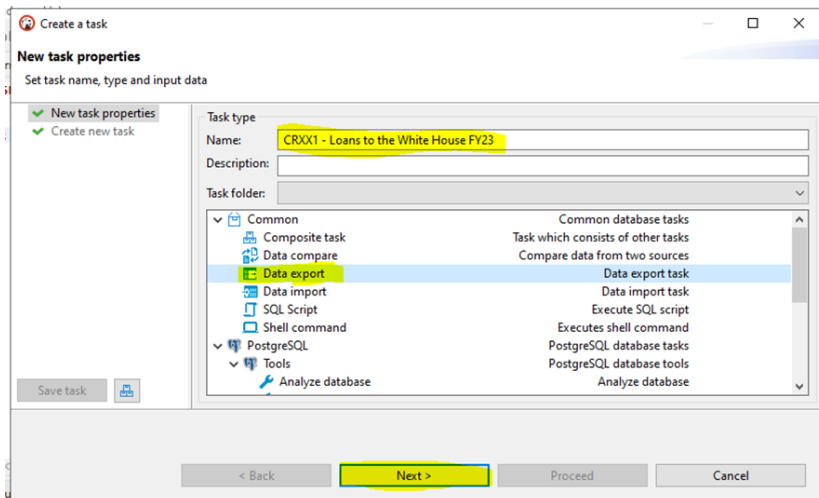 Create a task
New task properties
Set task name, type and input data
New task properties
Create new task
Task type
Name: CRXX1 - Loans to the White House FY23
Description:
Task folder:
Common Common database tasks
Composite task Task which consists of other tasks
Data compare Compare data from two sources
Data export Data export task
Data import Data import task
SQL Script Execute SQL script
Shell command Executes shell command
PostgreSQL PostgreSQL database tasks
Tools PostgreSQL database tools
Analyze database Analyze database
Save task
< Back Next > Proceed Cancel